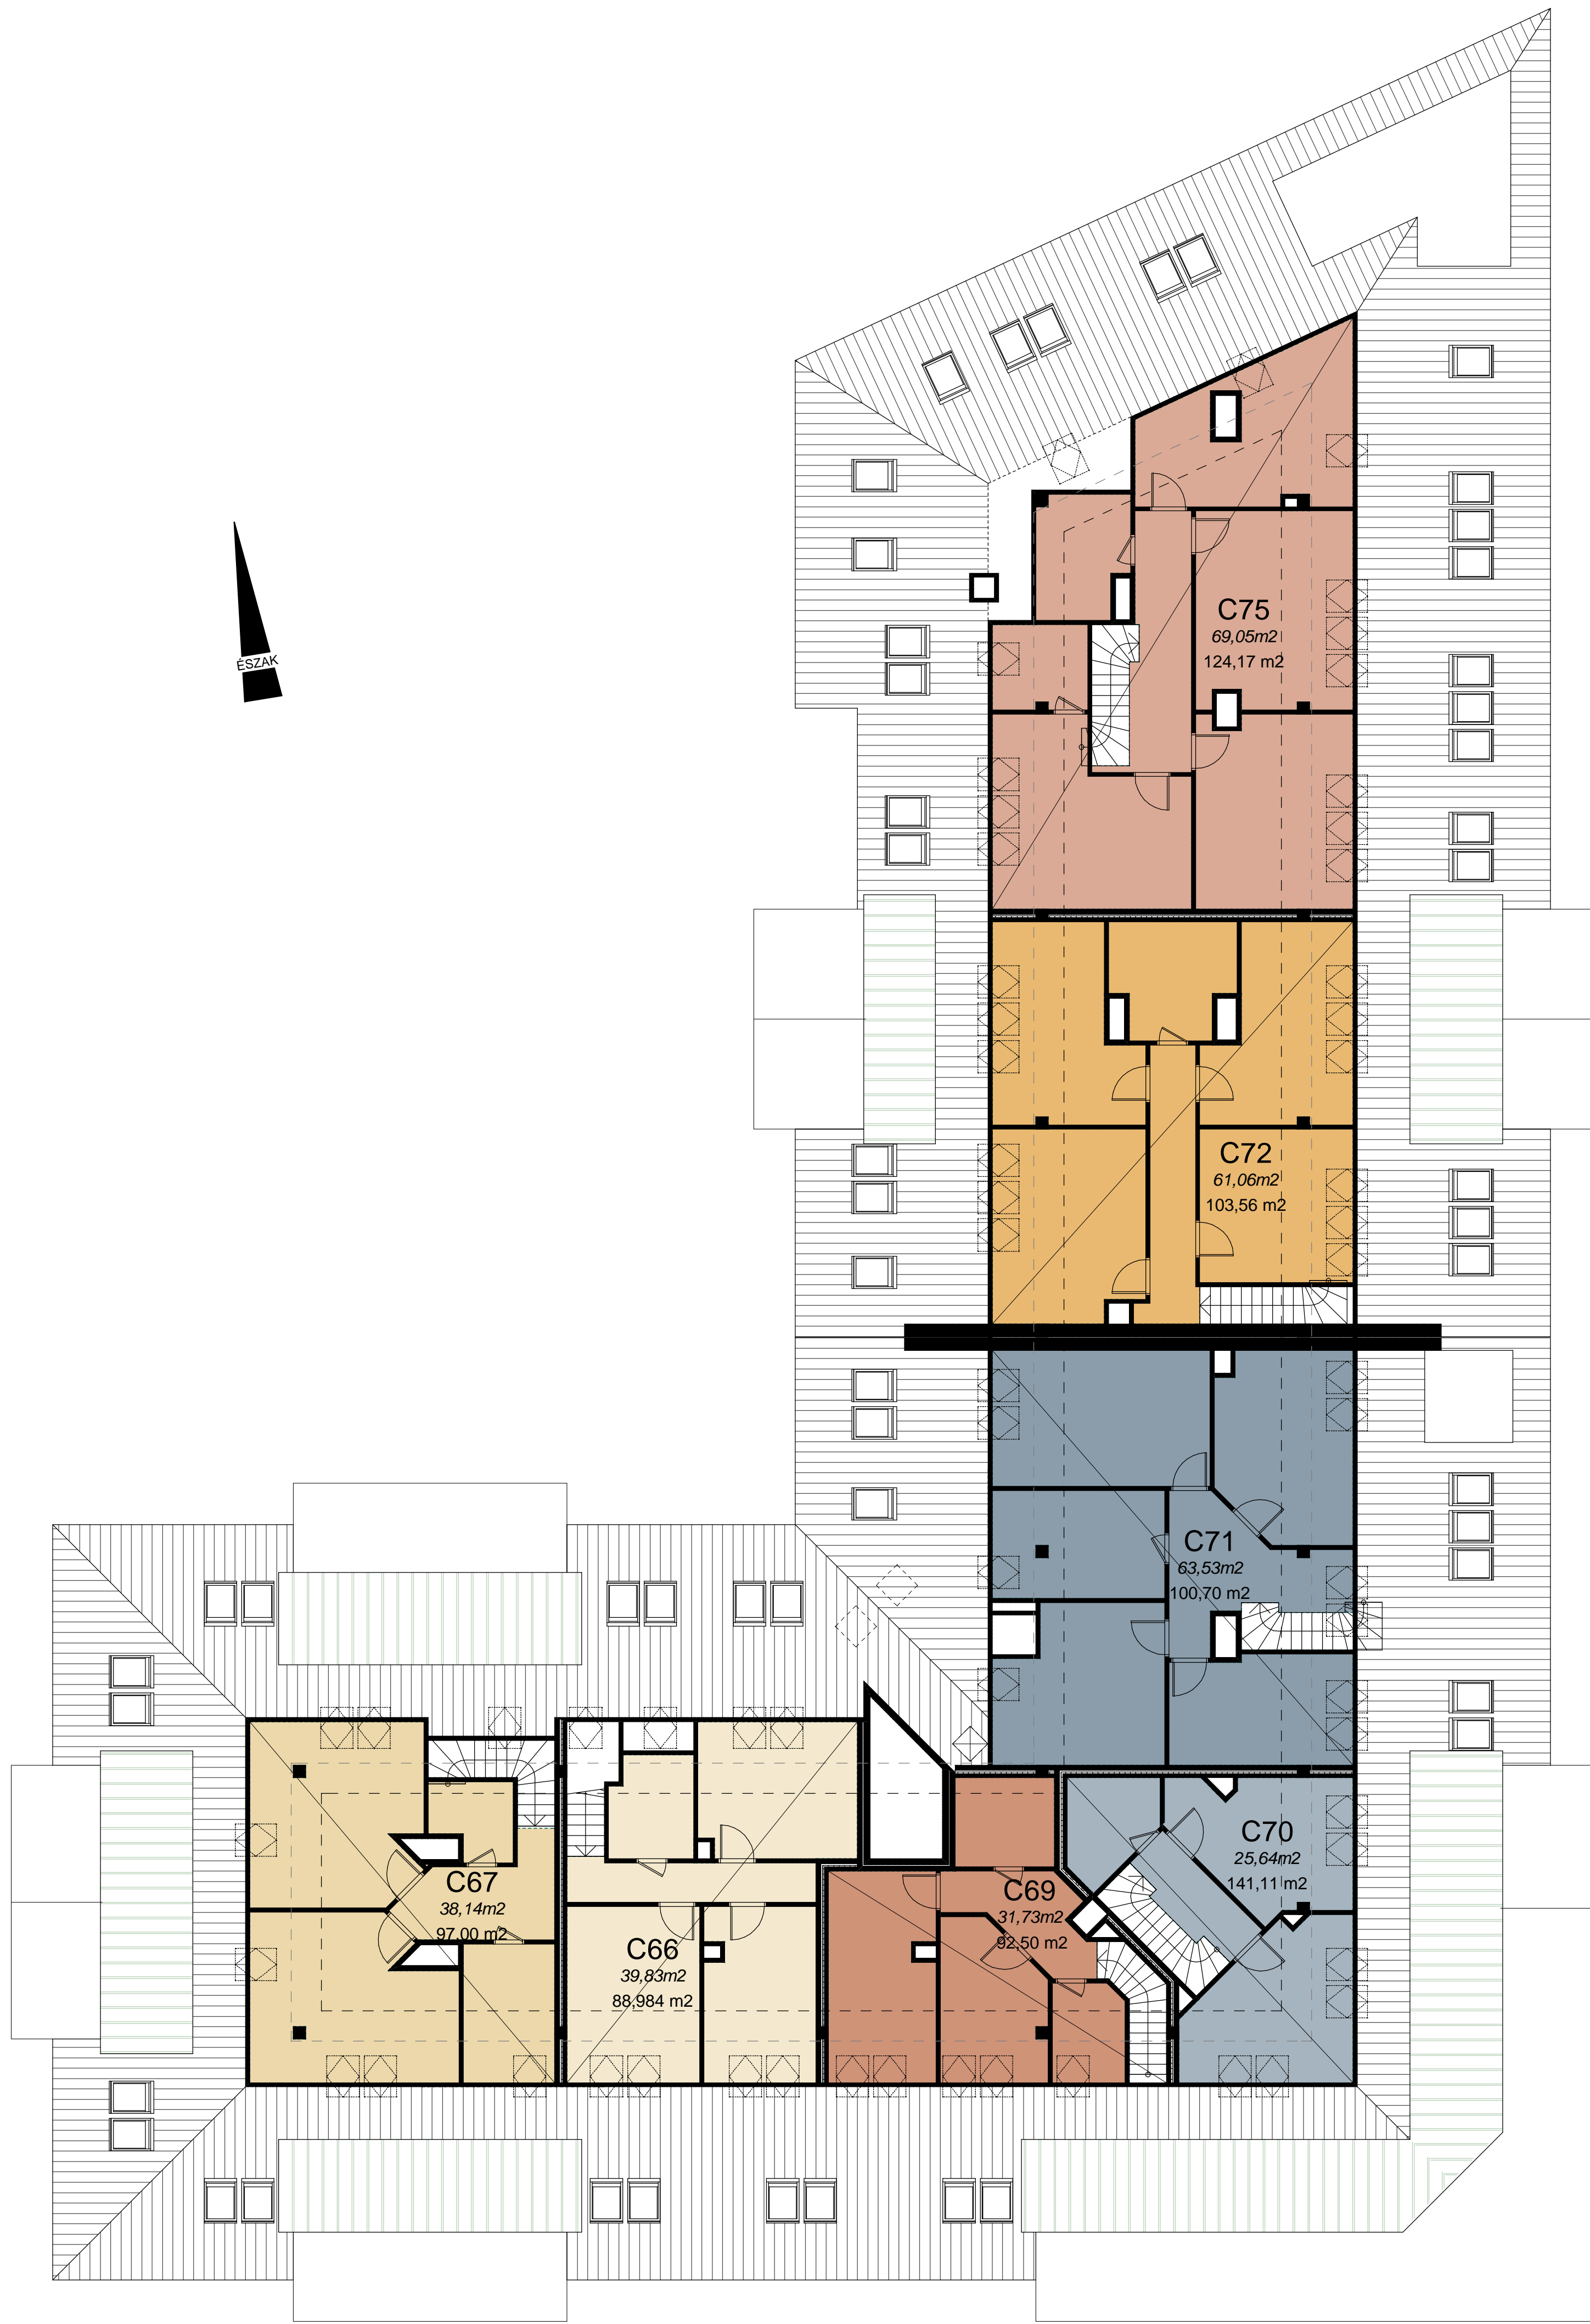 ÉSZAK
C75
69,05m2
124,17 m2
C72
61,06m2
103,56 m2
C71
63,53m2
100,70 m2
C70
25,64m2
141,11 m2
C67
38,14m2
97,00 m2
C69
31,73m2
92,50 m2
C66
39,83m2
88,984 m2